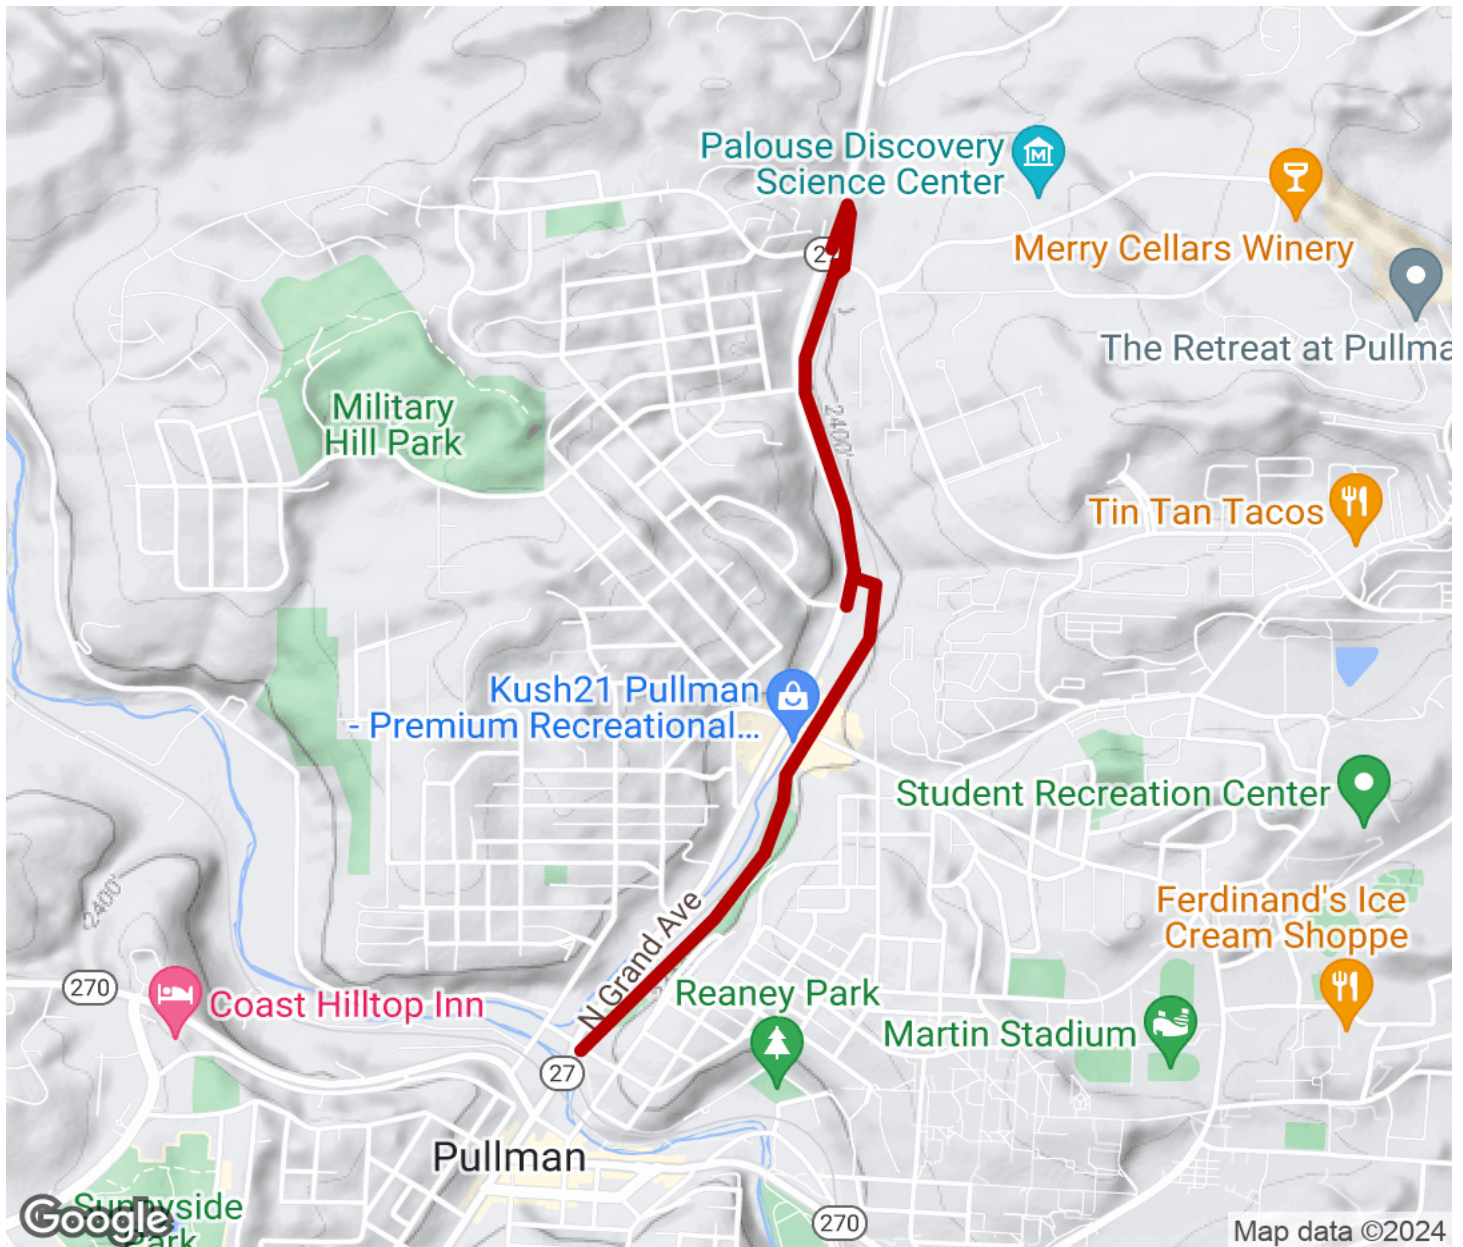 Palouse Discovery
Science Center
Merry Cellars Winery
The Retreat at Pullma
Military
Hill Park
2400'
Tin Tan Tacos
Kush21 Pullman
- Premium Recreational...
Student Recreation Center
2400'
N Grand Ave
Ferdinand's Ice
Cream Shoppe
270
Coast Hilltop Inn
Reaney Park
Martin Stadium
27
Pullman
Sunnyside
Park
Google
270
Map data ©2024